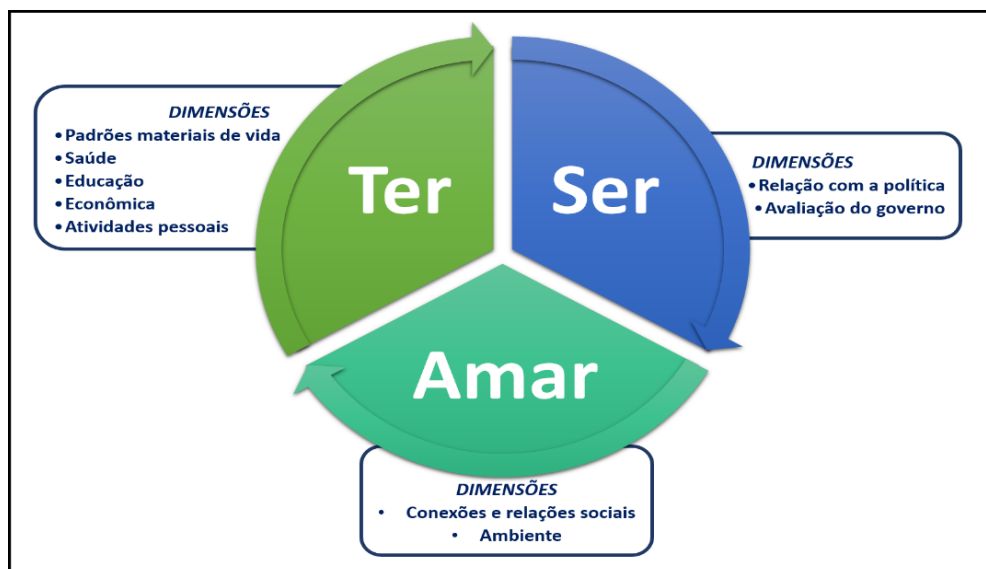 DIMENSÕES
•Padrões materiais de vida
•Saúde
•Educação
•Econômica
•Atividades pessoais
Ter
Ser
DIMENSÕES
•Relação com a política
•Avaliação do governo
Amar
DIMENSÕES
• Conexões e relações sociais
• Ambiente